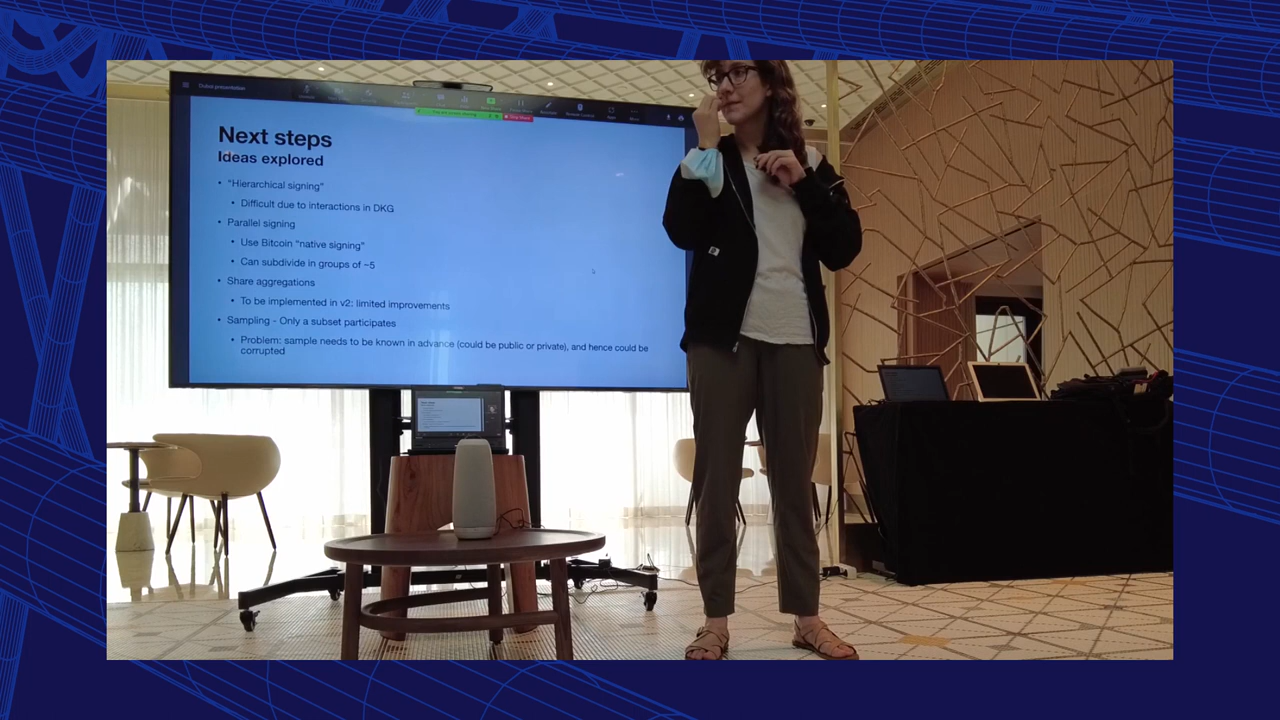 Dubai presentation
Next steps
Ideas explored
• "Hierarchical signing"
• Difficult due to interactions in DKG
• Parallel signing
• Use Bitcoin "native signing"
• Can subdivide in groups of ~5
• Share aggregations
• To be implemented in v2: limited improvements
• Sampling - Only a subset participates
• Problem: sample needs to be known in advance (could be public or private), and hence could be
corrupted